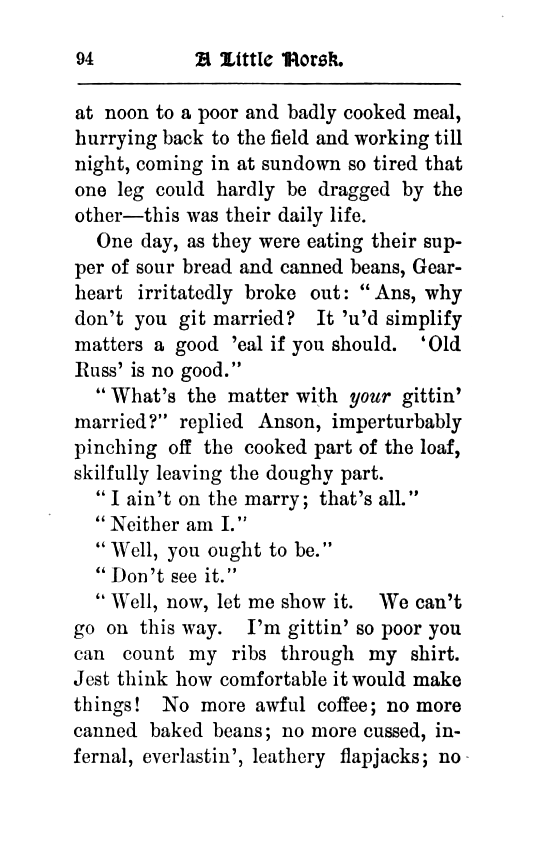 94 A Little Norsk.
at noon to a poor and badly cooked meal,
hurrying back to the field and working till
night, coming in at sundown so tired that
one leg could hardly be dragged by the
other—this was their daily life.
One day, as they were eating their sup-
per of sour bread and canned beans, Gear-
heart irritatedly broke out: "Ans, why
don't you git married? It 'u'd simplify
matters a good 'eal if you should. 'Old
Russ' is no good."
"What's the matter with your gittin'
married?" replied Anson, imperturbably
pinching off the cooked part of the loaf,
skilfully leaving the doughy part.
"I ain't on the marry; that's all."
"Neither am I."
"Well, you ought to be."
"Don't see it."
"Well, now, let me show it. We can't
go on this way. I'm gittin' so poor you
can count my ribs through my shirt.
Jest think how comfortable it would make
things! No more awful coffee; no more
canned baked beans; no more cussed, in-
fernal, everlastin', leathery flapjacks; no